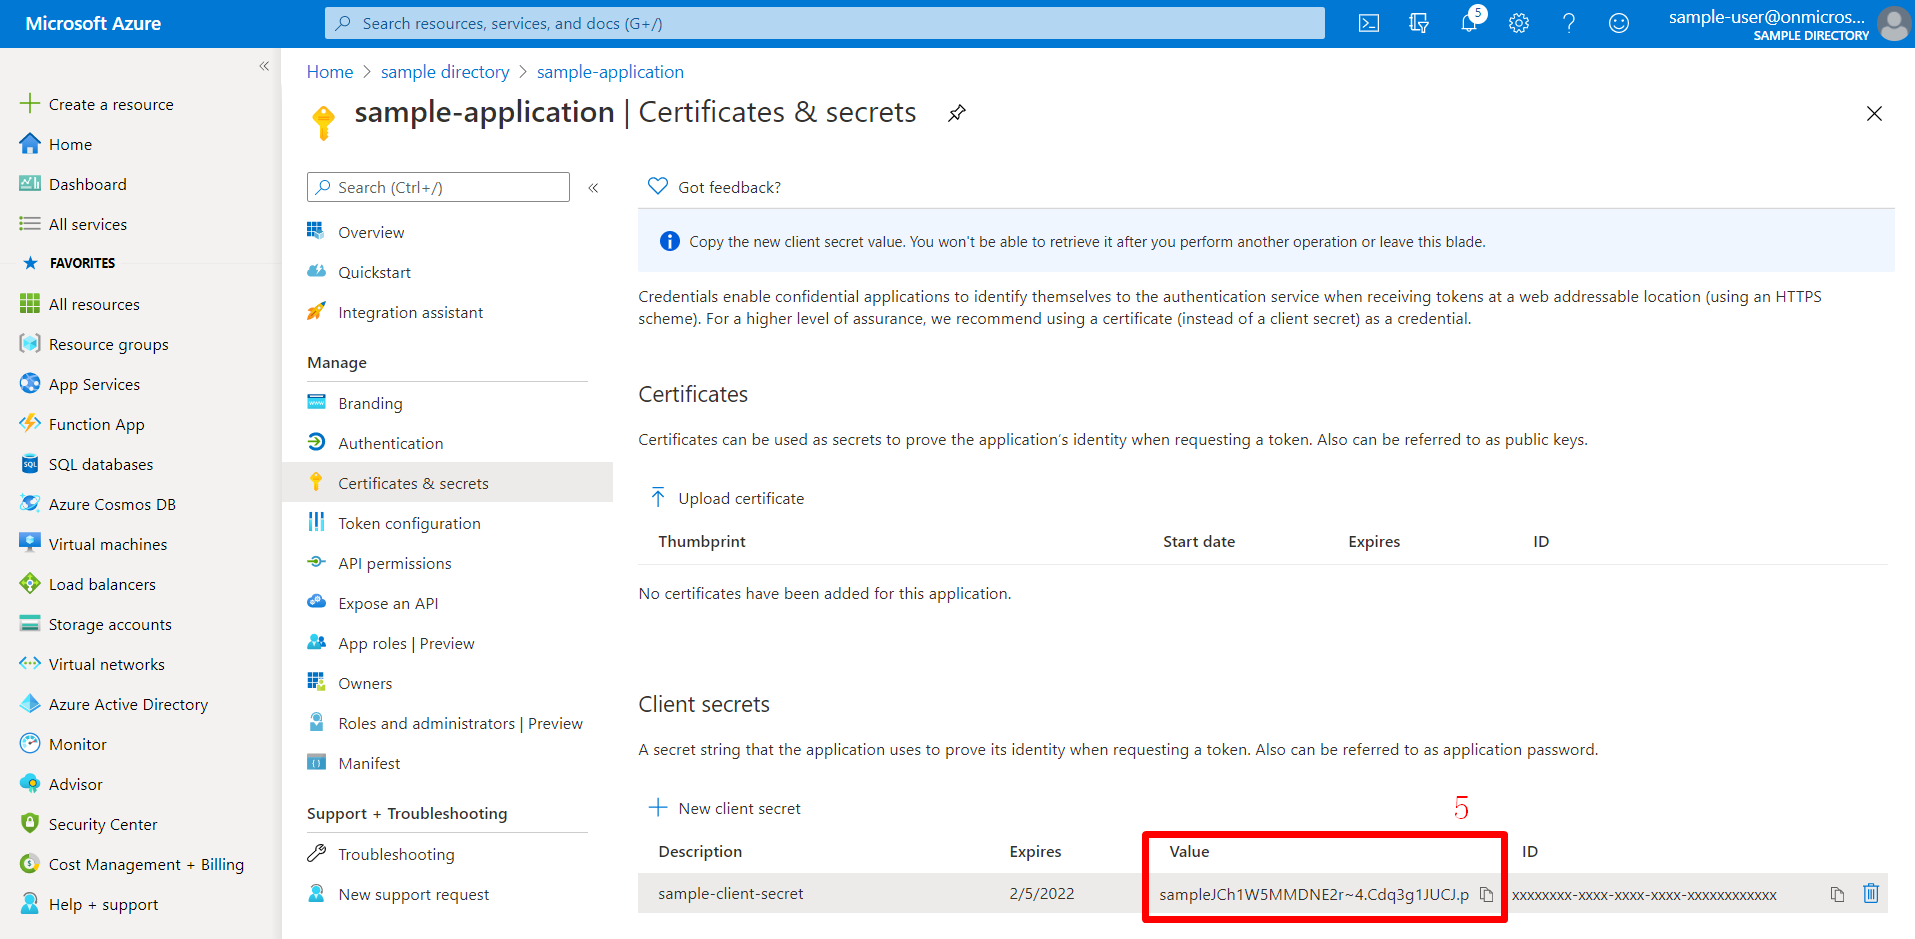 Microsoft Azure
Search resources, services, and docs (G+/)
5
sample-user@onmicros...
SAMPLE DIRECTORY
«
Create a resource
Home
Dashboard
All services
FAVORITES
All resources
Resource groups
App Services
Function App
SQL databases
Azure Cosmos DB
Virtual machines
Load balancers
Storage accounts
Virtual networks
Azure Active Directory
Monitor
Advisor
Security Center
Cost Management + Billing
Help + support
Home > sample directory > sample-application
sample-application | Certificates & secrets
Search (Ctrl+/)
«
Overview
Quickstart
Integration assistant
Manage
Branding
Authentication
Certificates & secrets
Token configuration
API permissions
Expose an API
App roles | Preview
Owners
Roles and administrators | Preview
Manifest
Support + Troubleshooting
Troubleshooting
New support request
Got feedback?
Copy the new client secret value. You won't be able to retrieve it after you perform another operation or leave this blade.
Credentials enable confidential applications to identify themselves to the authentication service when receiving tokens at a web addressable location (using an HTTPS
scheme). For a higher level of assurance, we recommend using a certificate (instead of a client secret) as a credential.
Certificates
Certificates can be used as secrets to prove the application's identity when requesting a token. Also can be referred to as public keys.
Upload certificate
Thumbprint Start date Expires ID
No certificates have been added for this application.
Client secrets
A secret string that the application uses to prove its identity when requesting a token. Also can be referred to as application password.
New client secret
5
Description Expires Value ID
sample-client-secret 2/5/2022 sampleJCh1W5MMDNE2r~4.Cdq3g1JUCJ.p xxxxxxxx-xxxx-xxxx-xxxx-xxxxxxxxxxxx